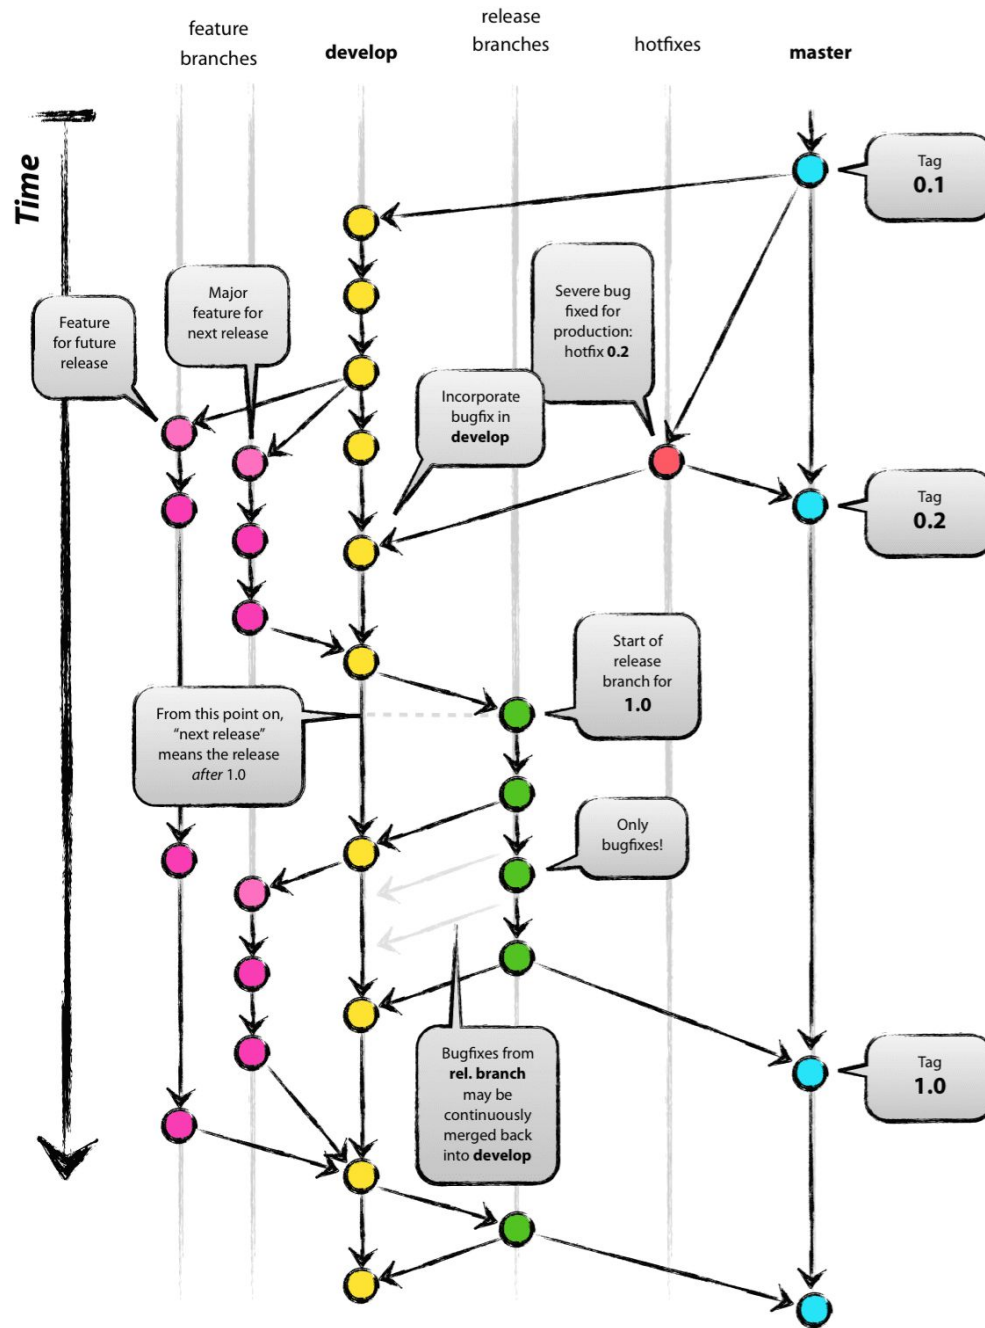 feature
branches
develop
release
branches
hotfixes
master
Time
Tag
0.1
Major
feature for
next release
Severe bug
fixed for
production:
hotfix 0.2
Feature
for future
release
Incorporate
bugfix in
develop
Tag
0.2
Start of
release
branch for
1.0
From this point on,
“next release”
means the release
after 1.0
Only
bugfixes!
Bugfixes from
rel. branch
may be
continuously
merged back
into develop
Tag
1.0